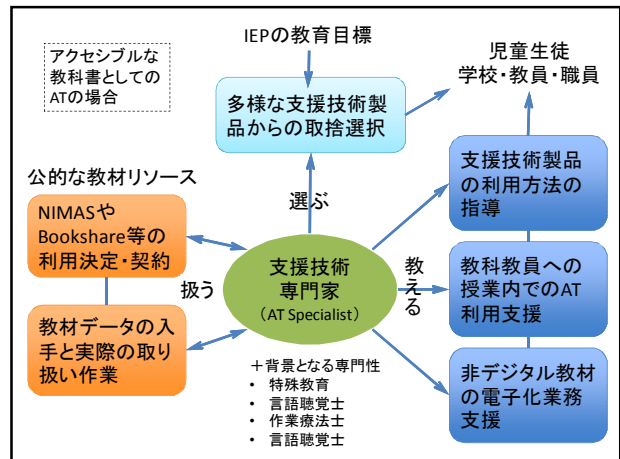 アクセシブルな
教科書としての
ATの場合
IEPの教育目標
児童生徒
学校・教員・職員
多様な支援技術製
品からの取捨選択
公的な教材リソース
選ぶ
支援技術製品
の利用方法の
指導
NIMASや
Bookshare等の
利用決定・契約
扱う
支援技術
専門家
（AT Specialist）
教える
教科教員への
授業内でのAT
利用支援
教材データの入
手と実際の取り
扱い作業
＋背景となる専門性
• 特殊教育
• 言語聴覚士
• 作業療法士
• 言語聴覚士
非デジタル教材
の電子化業務
支援